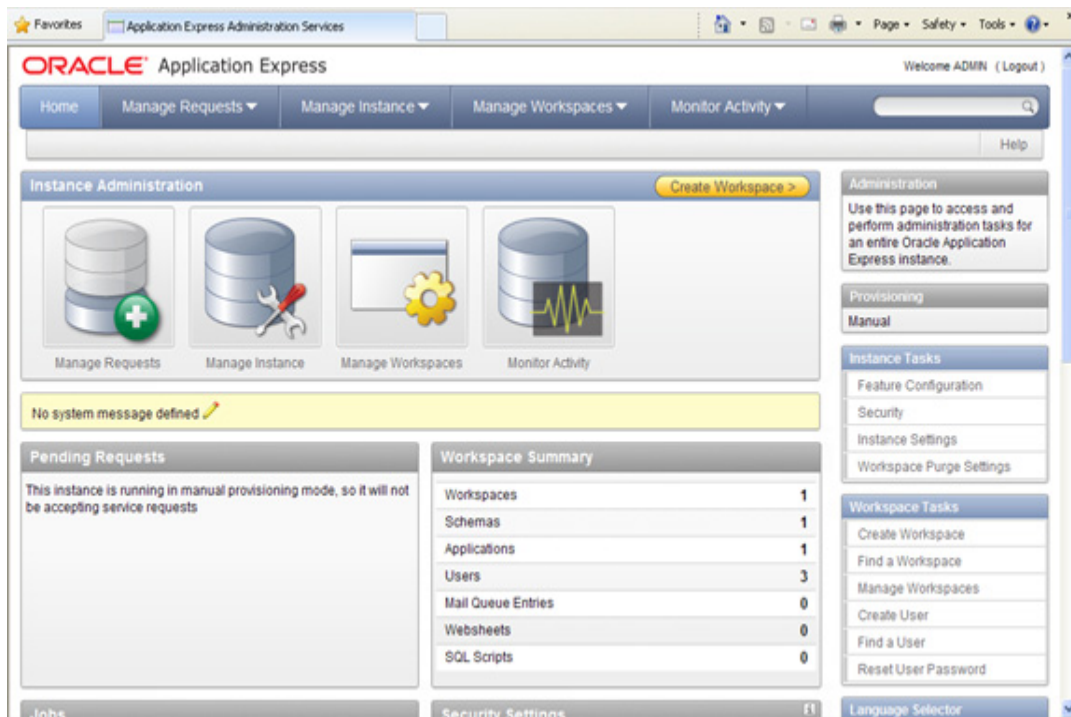 Favorites
Application Express Administration Services
Page
Safety
Tools
ORACLE Application Express
Welcome ADMIN ( Logout )
Home
Manage Requests
Manage Instance
Manage Workspaces
Monitor Activity
Help
Instance Administration
Create Workspace >
Manage Requests
Manage Instance
Manage Workspaces
Monitor Activity
No system message defined
Pending Requests
This instance is running in manual provisioning mode, so it will not
be accepting service requests
Workspace Summary
Workspaces 1
Schemas 1
Applications 1
Users 3
Mail Queue Entries 0
Websheets 0
SQL Scripts 0
Jobs
Security Settings
Administration
Use this page to access and
perform administration tasks for
an entire Oracle Application
Express instance.
Provisioning
Manual
Instance Tasks
Feature Configuration
Security
Instance Settings
Workspace Purge Settings
Workspace Tasks
Create Workspace
Find a Workspace
Manage Workspaces
Create User
Find a User
Reset User Password
Language Selector